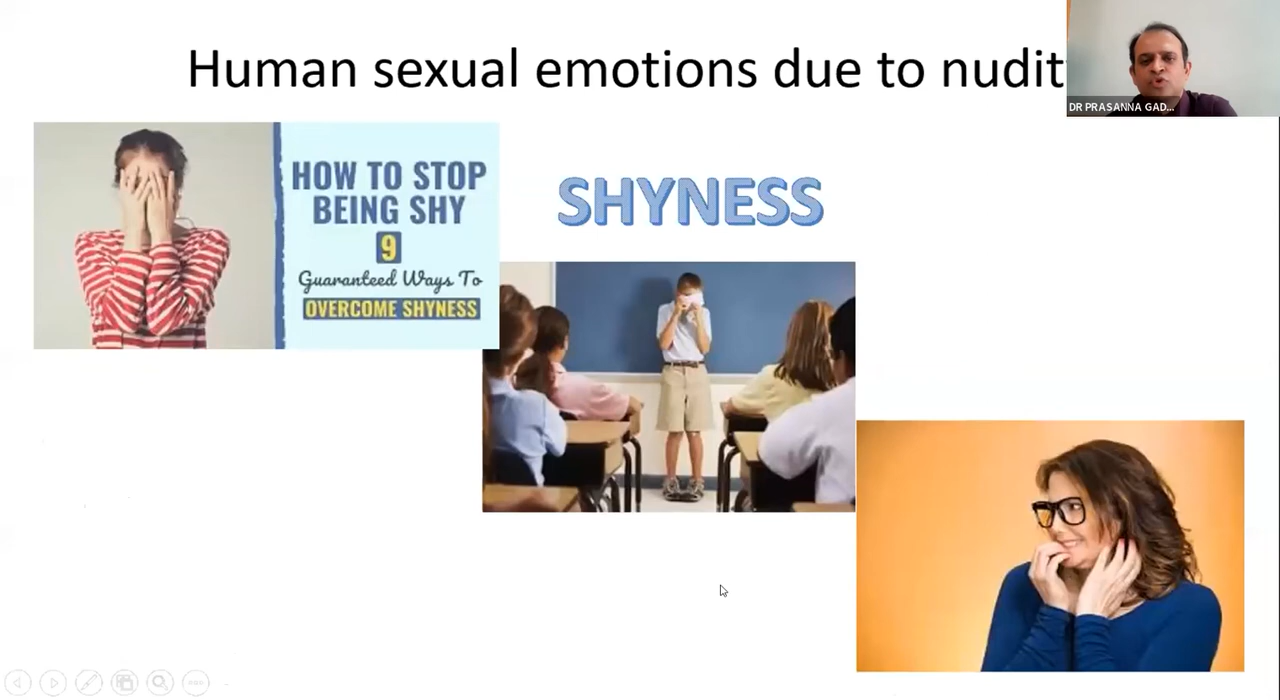 Human sexual emotions due to nudit
DR PRASANNA GAD...
HOW TO STOP
BEING SHY
9
Guaranteed Ways To
OVERCOME SHYNESS
SHYNESS